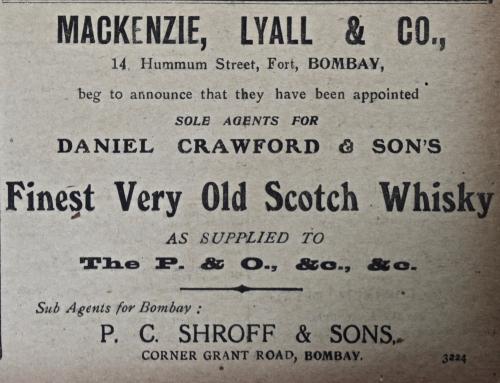 MACKENZIE, LYALL & CO.,
14, Hummum Street, Fort, BOMBAY,
beg to announce that they have been appointed
SOLE AGENTS FOR
DANIEL CRAWFORD & SON'S
Finest Very Old Scotch Whisky
AS SUPPLIED TO
The P. & O., &c., &c.
Sub Agents for Bombay :
P. C. SHROFF & SONS,
CORNER GRANT ROAD, BOMBAY.
3224